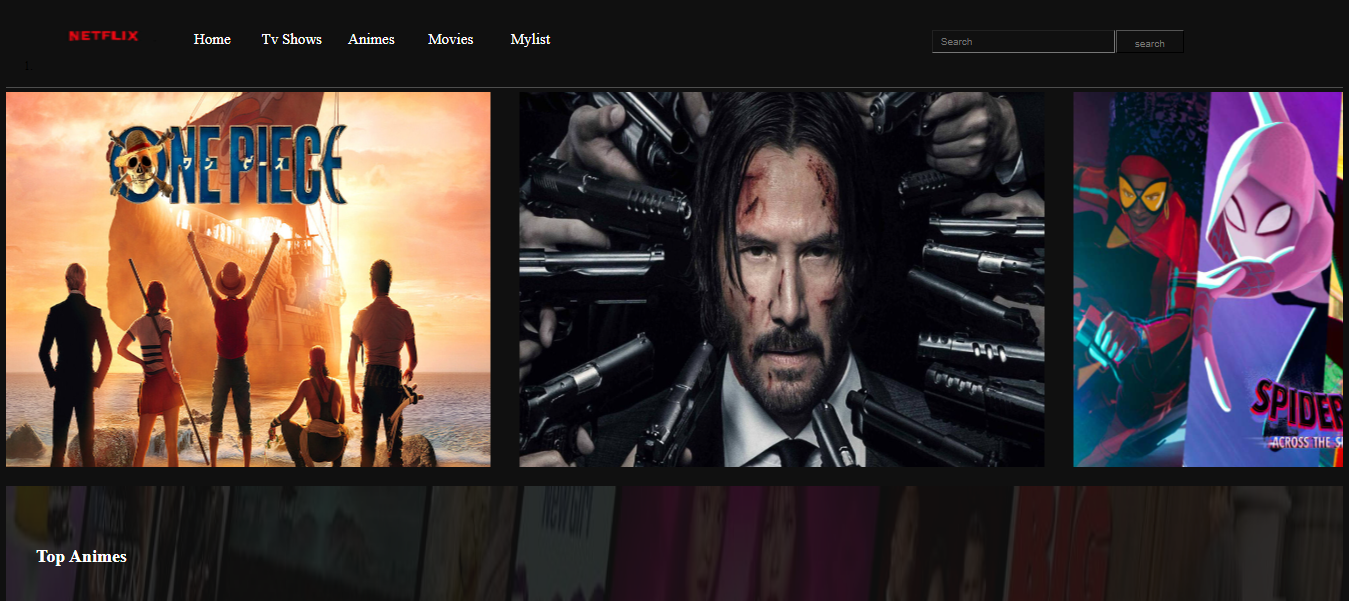 NETFLIX
Home Tv Shows Animes Movies Mylist
Search search
ONE PIECE
ワンピース
SPIDER
ACROSS THE S
Top Animes
BIG